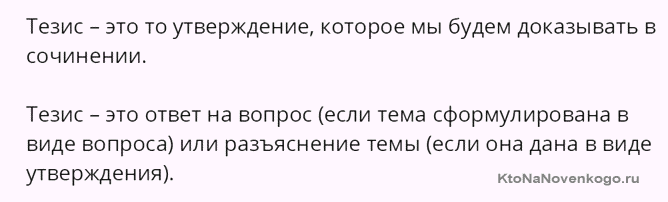 Тезис – это то утверждение, которое мы будем доказывать в
сочинении.
Тезис – это ответ на вопрос (если тема сформулирована в
виде вопроса) или разъяснение темы (если она дана в виде
утверждения).
KtoNaNovenkogo.ru